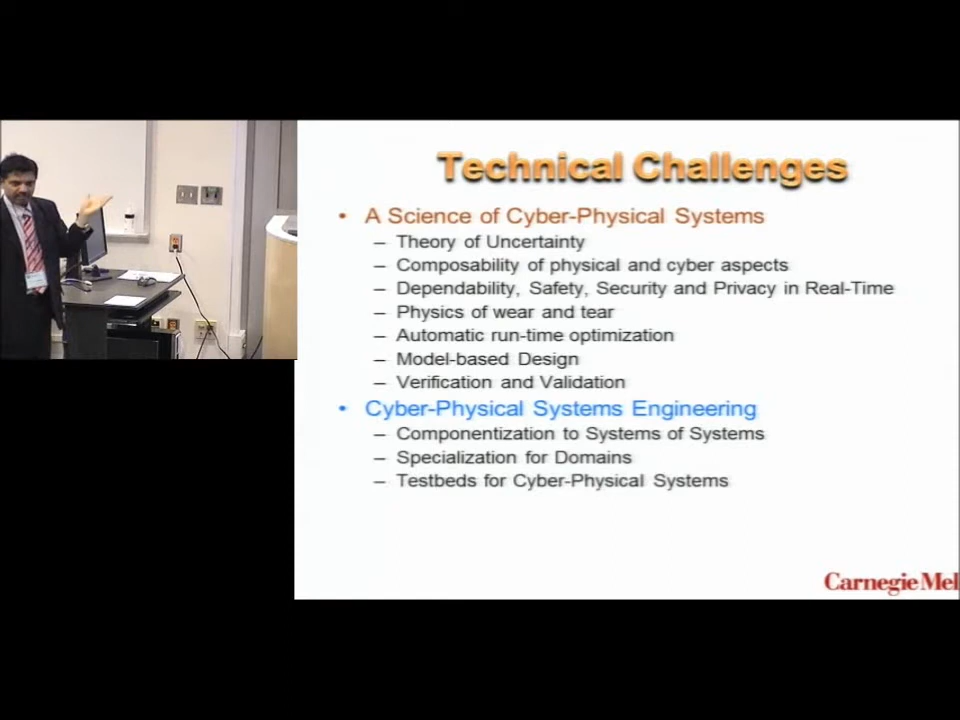 Technical Challenges
• A Science of Cyber-Physical Systems
– Theory of Uncertainty
– Composability of physical and cyber aspects
– Dependability, Safety, Security and Privacy in Real-Time
– Physics of wear and tear
– Automatic run-time optimization
– Model-based Design
– Verification and Validation
• Cyber-Physical Systems Engineering
– Componentization to Systems of Systems
– Specialization for Domains
– Testbeds for Cyber-Physical Systems
Carnegie Mel